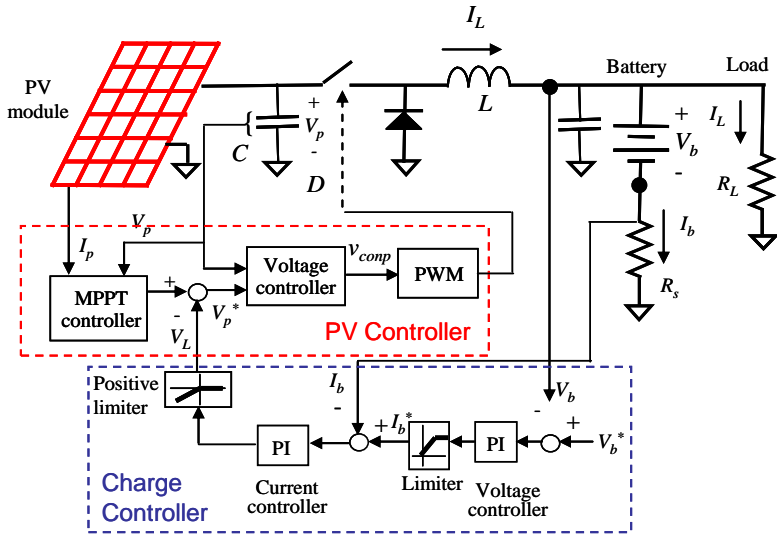 I_L
PV
module
Battery
Load
L
+
V_p
-
C
D
+
V_b
-
I_L
R_L
I_b
R_s
V_p
I_p
MPPT
controller
+
-
V_L
V_p*
Voltage
controller
v_conp
PWM
PV Controller
Positive
limiter
I_b
-
V_b
-
+
V_b*
PI
Limiter
+ I_b*
PI
Current
controller
Voltage
controller
Charge
Controller